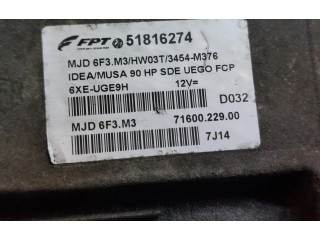 FPT 51816274
MJD 6F3.M3/HW03T/3454-M376
IDEA/MUSA 90 HP SDE UEGO FCP
6XE-UGE9H 12V=
D032
MJD 6F3.M3 71600.229.00
7J14